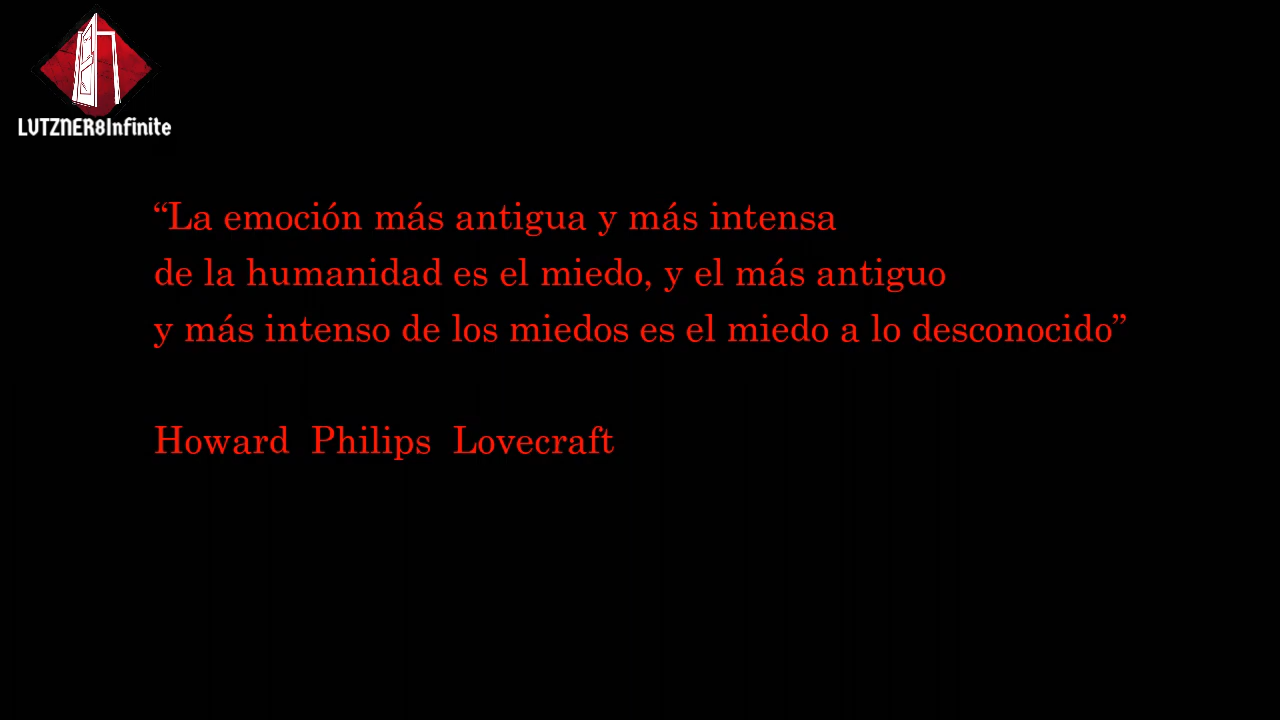 LUTZNER8Infinite
“La emoción más antigua y más intensa
de la humanidad es el miedo, y el más antiguo
y más intenso de los miedos es el miedo a lo desconocido”
Howard Philips Lovecraft